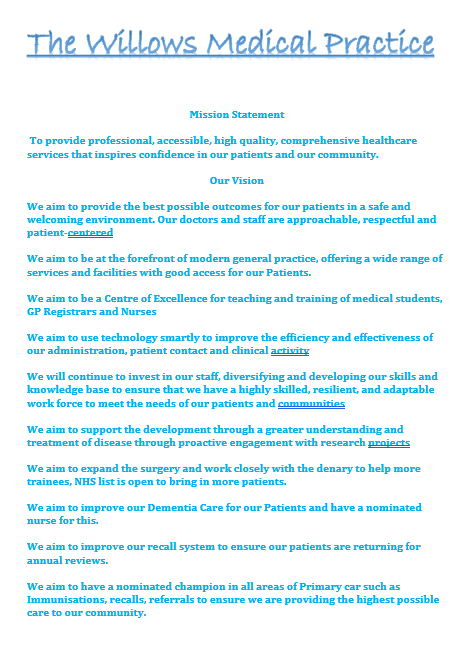 The Willows Medical Practice
Mission Statement
To provide professional, accessible, high quality, comprehensive healthcare
services that inspires confidence in our patients and our community.
Our Vision
We aim to provide the best possible outcomes for our patients in a safe and
welcoming environment. Our doctors and staff are approachable, respectful and
patient-centered
We aim to be at the forefront of modern general practice, offering a wide range of
services and facilities with good access for our Patients.
We aim to be a Centre of Excellence for teaching and training of medical students,
GP Registrars and Nurses
We aim to use technology smartly to improve the efficiency and effectiveness of
our administration, patient contact and clinical activity
We will continue to invest in our staff, diversifying and developing our skills and
knowledge base to ensure that we have a highly skilled, resilient, and adaptable
work force to meet the needs of our patients and communities
We aim to support the development through a greater understanding and
treatment of disease through proactive engagement with research projects
We aim to expand the surgery and work closely with the denary to help more
trainees, NHS list is open to bring in more patients.
We aim to improve our Dementia Care for our Patients and have a nominated
nurse for this.
We aim to improve our recall system to ensure our patients are returning for
annual reviews.
We aim to have a nominated champion in all areas of Primary car such as
Immunisations, recalls, referrals to ensure we are providing the highest possible
care to our community.